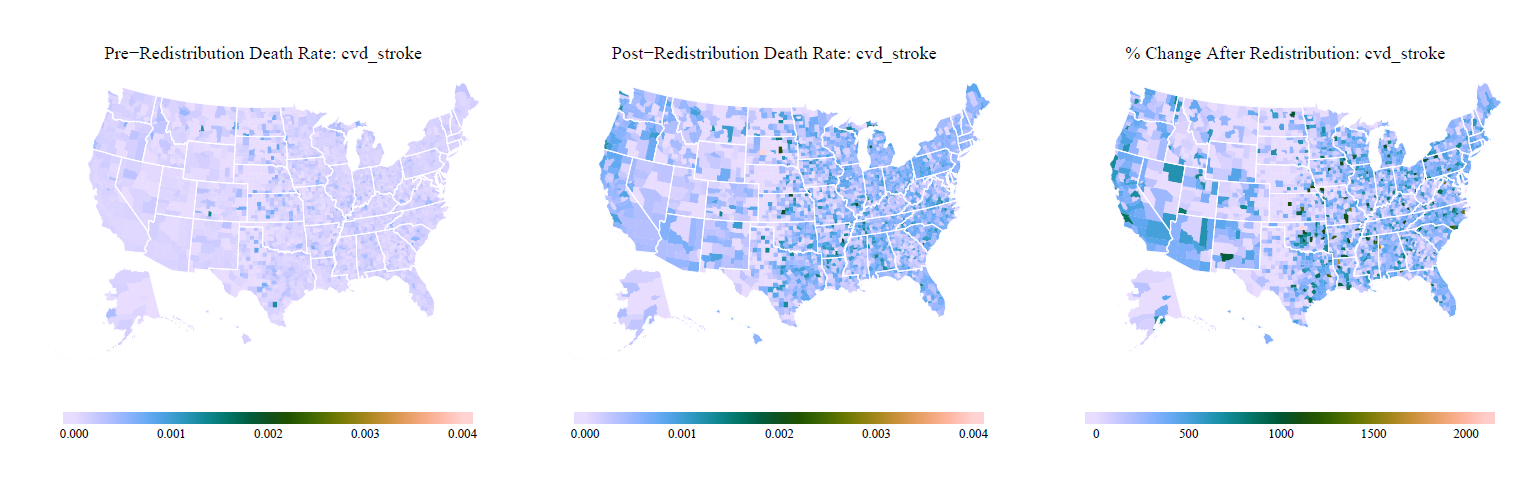 Pre−Redistribution Death Rate: cvd_stroke
Post−Redistribution Death Rate: cvd_stroke
% Change After Redistribution: cvd_stroke
0.000 0.001 0.002 0.003 0.004
0.000 0.001 0.002 0.003 0.004
0 500 1000 1500 2000